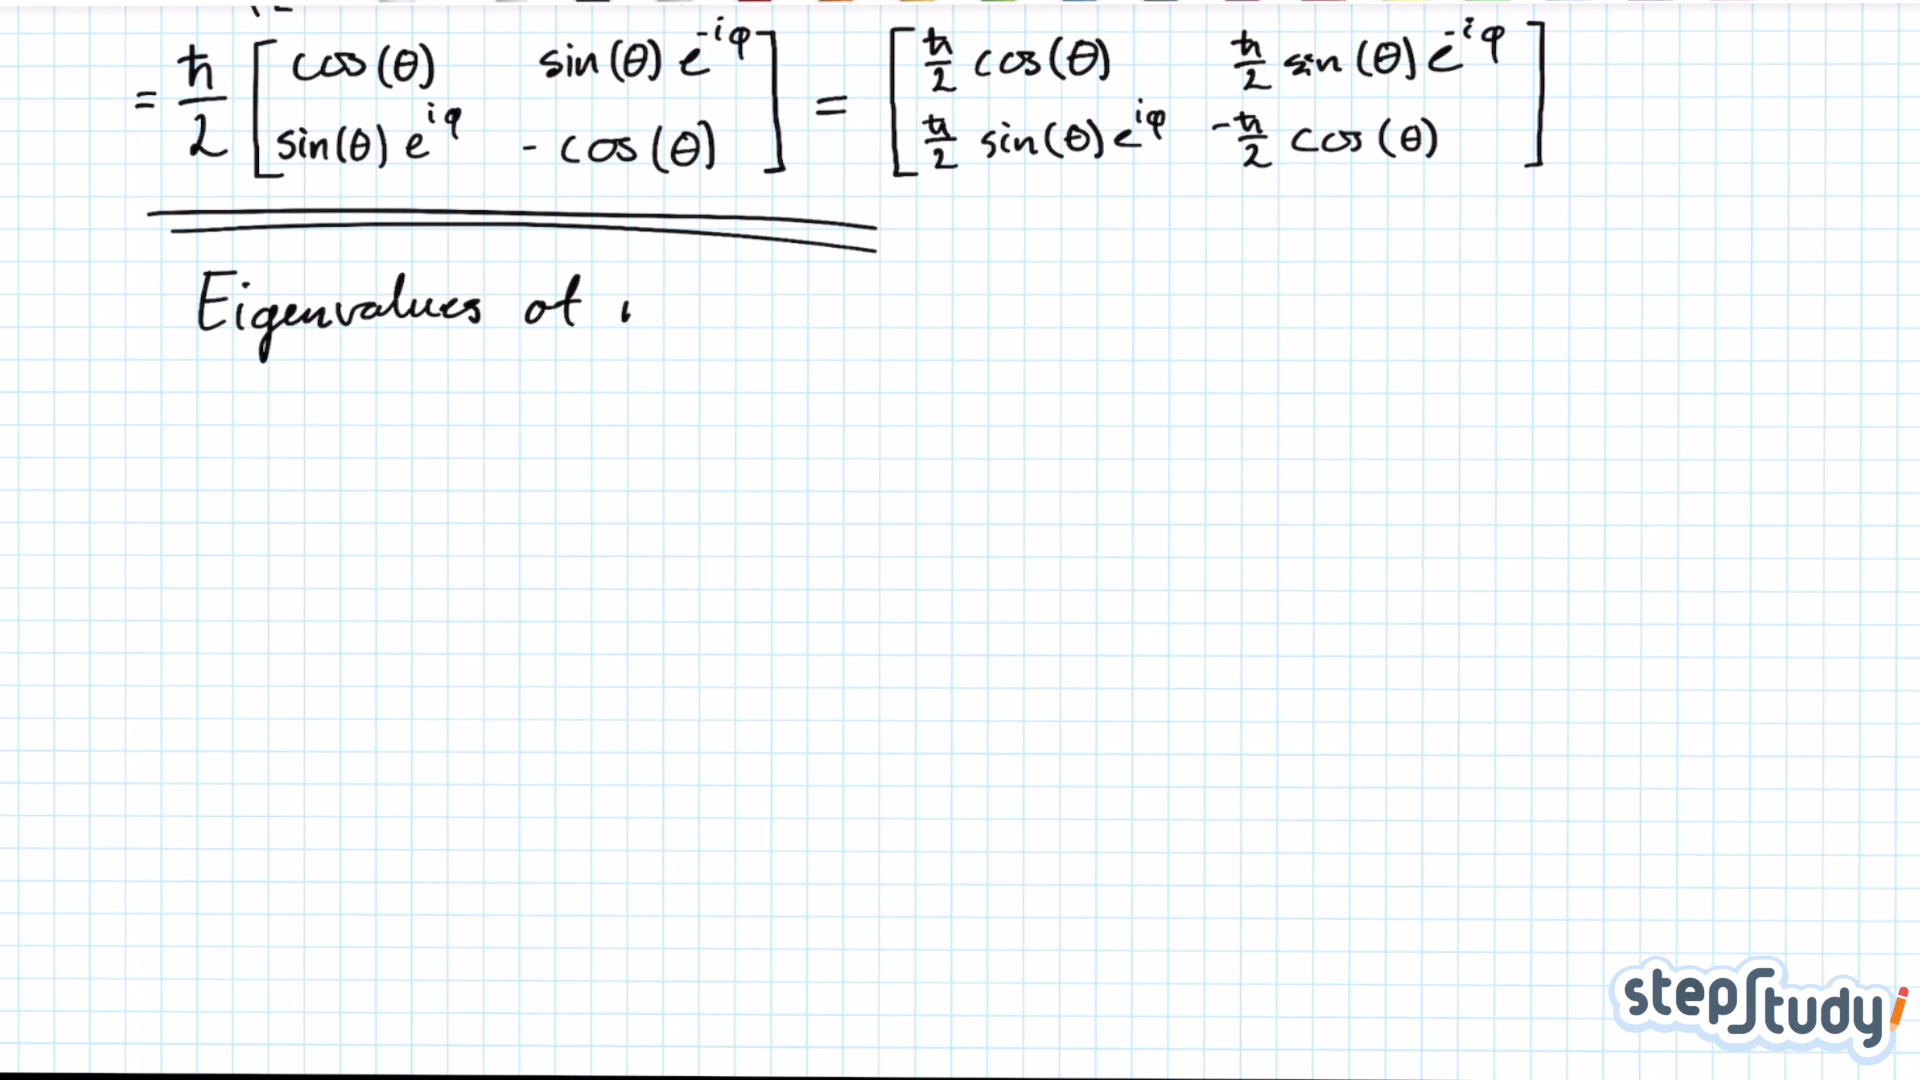 = ħ/2 [cos(θ) sin(θ) e^-iφ; sin(θ) e^iφ - cos(θ)] = [ħ/2 cos(θ) ħ/2 sin(θ) e^-iφ; ħ/2 sin(θ) e^iφ -ħ/2 cos(θ)]
Eigenvalues of
stepStudy